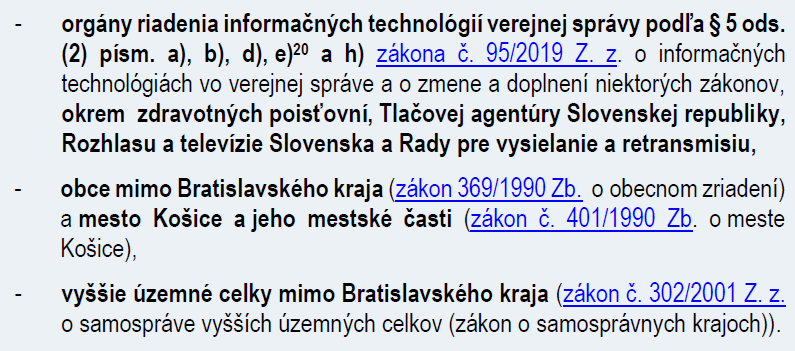 - orgány riadenia informačných technológií verejnej správy podľa § 5 ods.
(2) písm. a), b), d), e)²⁰ a h) zákona č. 95/2019 Z. z. o informačných
technológiách vo verejnej správe a o zmene a doplnení niektorých zákonov,
okrem zdravotných poisťovní, Tlačovej agentúry Slovenskej republiky,
Rozhlasu a televízie Slovenska a Rady pre vysielanie a retransmisiu,
- obce mimo Bratislavského kraja (zákon 369/1990 Zb. o obecnom zriadení)
a mesto Košice a jeho mestské časti (zákon č. 401/1990 Zb. o meste
Košice),
- vyššie územné celky mimo Bratislavského kraja (zákon č. 302/2001 Z. z.
o samospráve vyšších územných celkov (zákon o samosprávnych krajoch)).